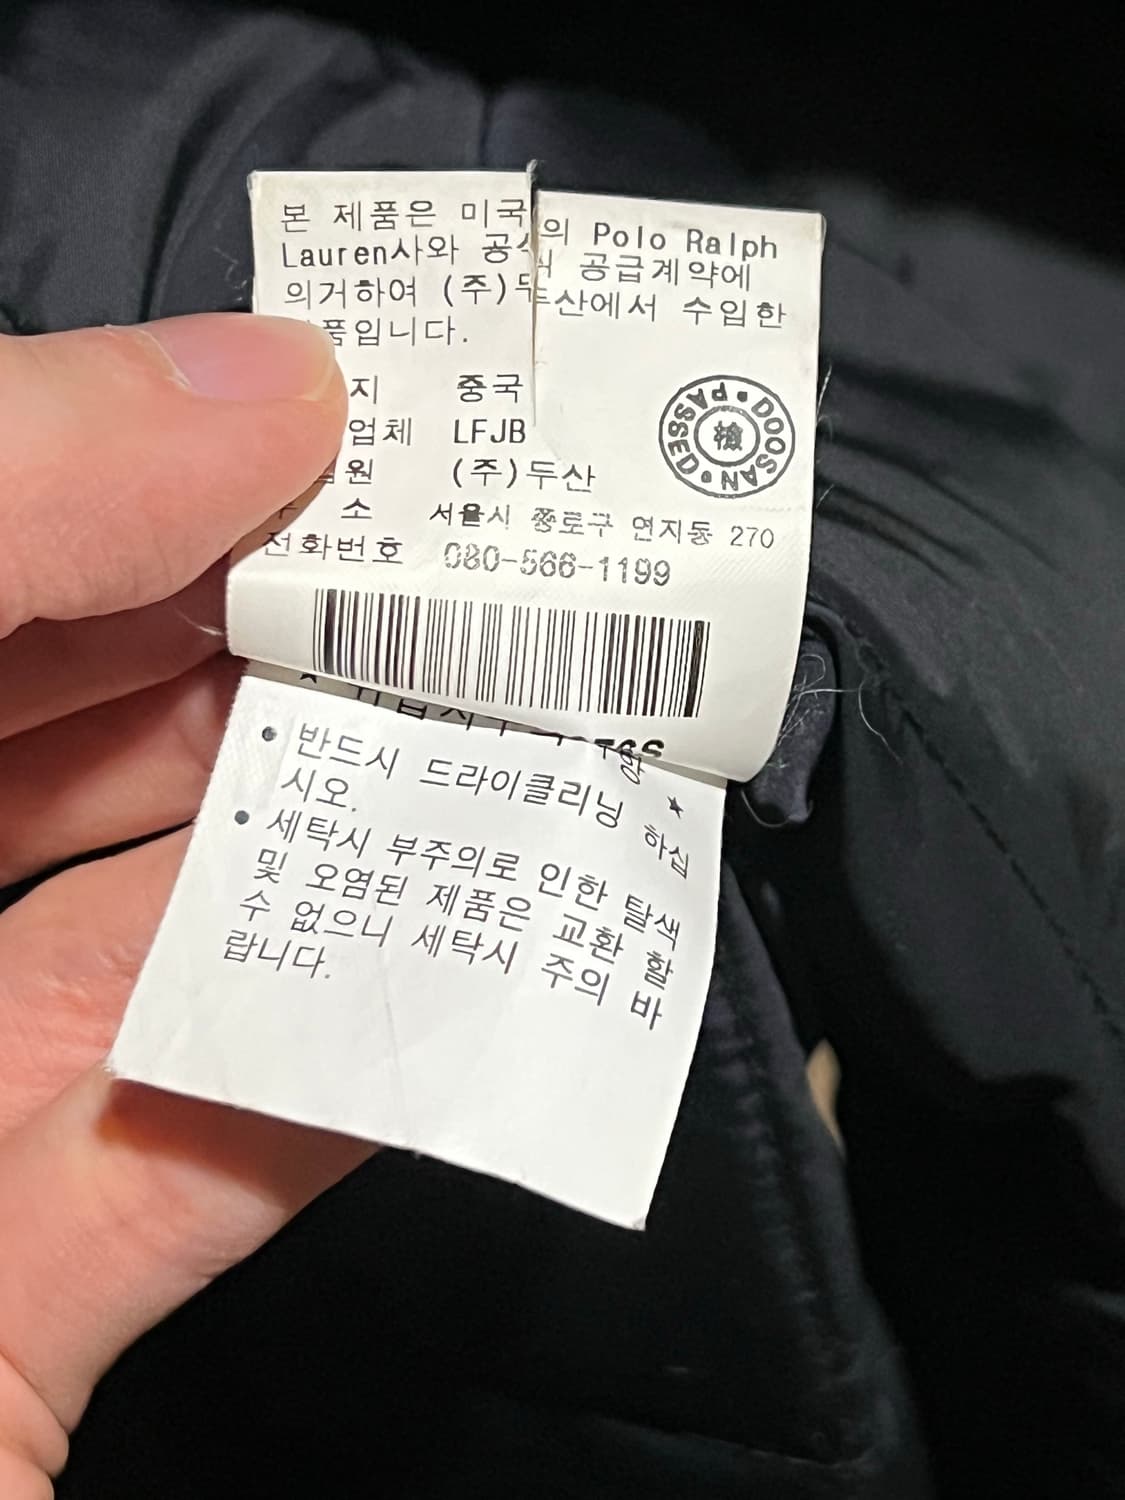 본 제품은 미국의 Polo Ralph
Lauren사와 공식 공급계약에
의거하여 (주)두산에서 수입한
품입니다.
지 중국
업체 LFJB
원 (주)두산
소 서울시 종로구 연지동 270
전화번호 080-566-1199
PASSED • DOOSAN •
檢
• 반드시 드라이클리닝 하십
시오.
• 세탁시 부주의로 인한 탈색
및 오염된 제품은 교환 할
수 없으니 세탁시 주의 바
랍니다.